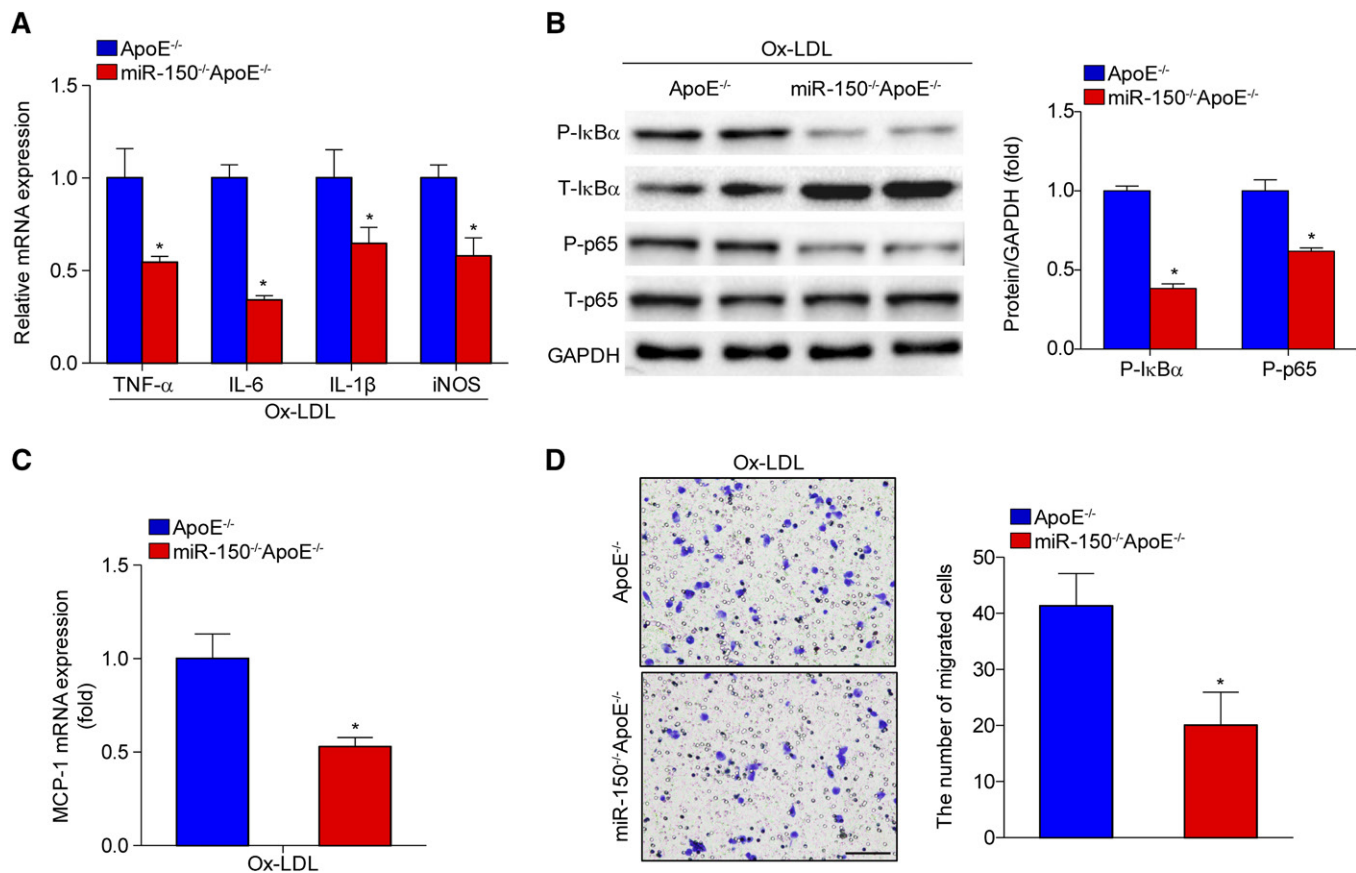 A
ApoE-/-
miR-150-/-ApoE-/-
Relative mRNA expression
1.5
1.0
0.5
0.0
* * * *
TNF-α IL-6 IL-1β iNOS
Ox-LDL
B
Ox-LDL
ApoE-/- miR-150-/-ApoE-/-
P-IκBα
T-IκBα
P-p65
T-p65
GAPDH
ApoE-/-
miR-150-/-ApoE-/-
Protein/GAPDH (fold)
1.5
1.0
0.5
0.0
* *
P-IκBα P-p65
C
ApoE-/-
miR-150-/-ApoE-/-
MCP-1 mRNA expression
(fold)
1.5
1.0
0.5
0.0
*
Ox-LDL
D
Ox-LDL
ApoE-/-
miR-150-/-ApoE-/-
ApoE-/-
miR-150-/-ApoE-/-
The number of migrated cells
50
40
30
20
10
0
*